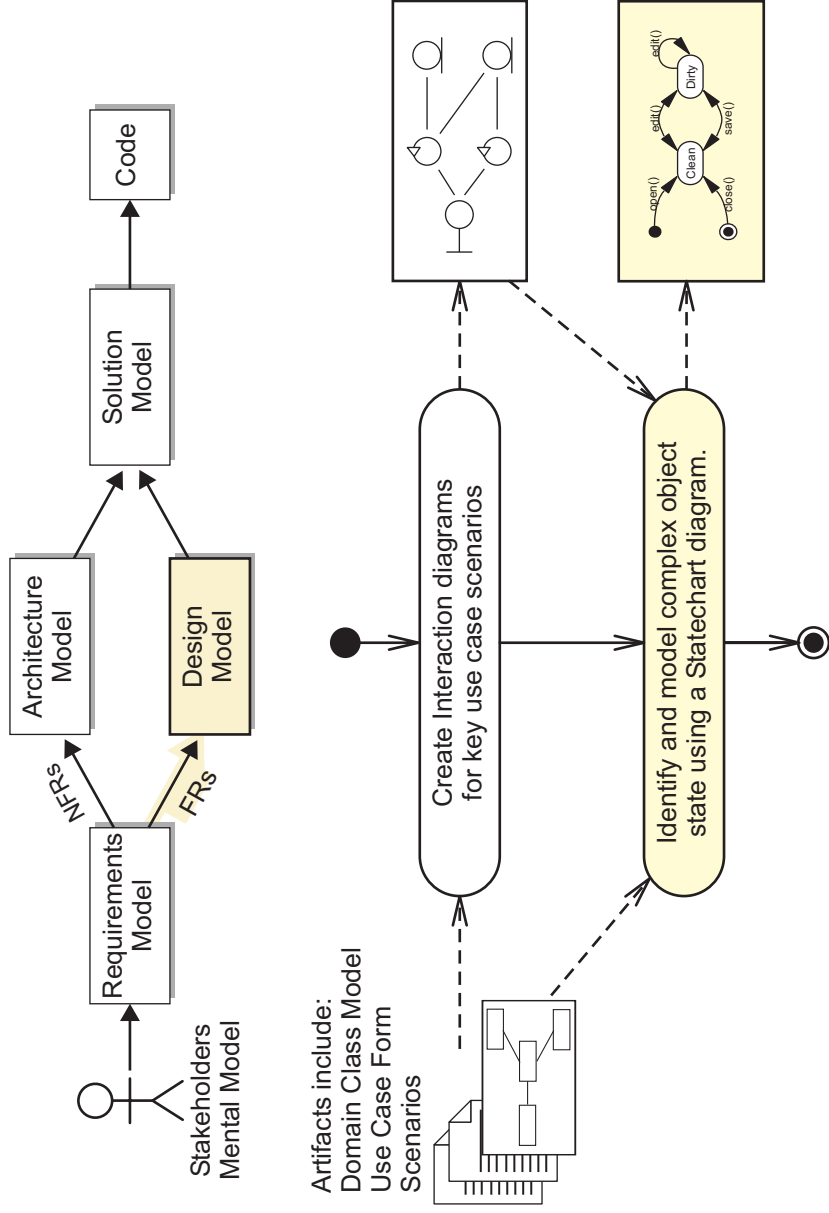 Stakeholders
Mental Model
Requirements
Model
NFRs
FRs
Architecture
Model
Design
Model
Solution
Model
Code
Artifacts include:
Domain Class Model
Use Case Form
Scenarios
Create Interaction diagrams
for key use case scenarios
Identify and model complex object
state using a Statechart diagram.
open()
close()
Clean
edit()
save()
Dirty
edit()